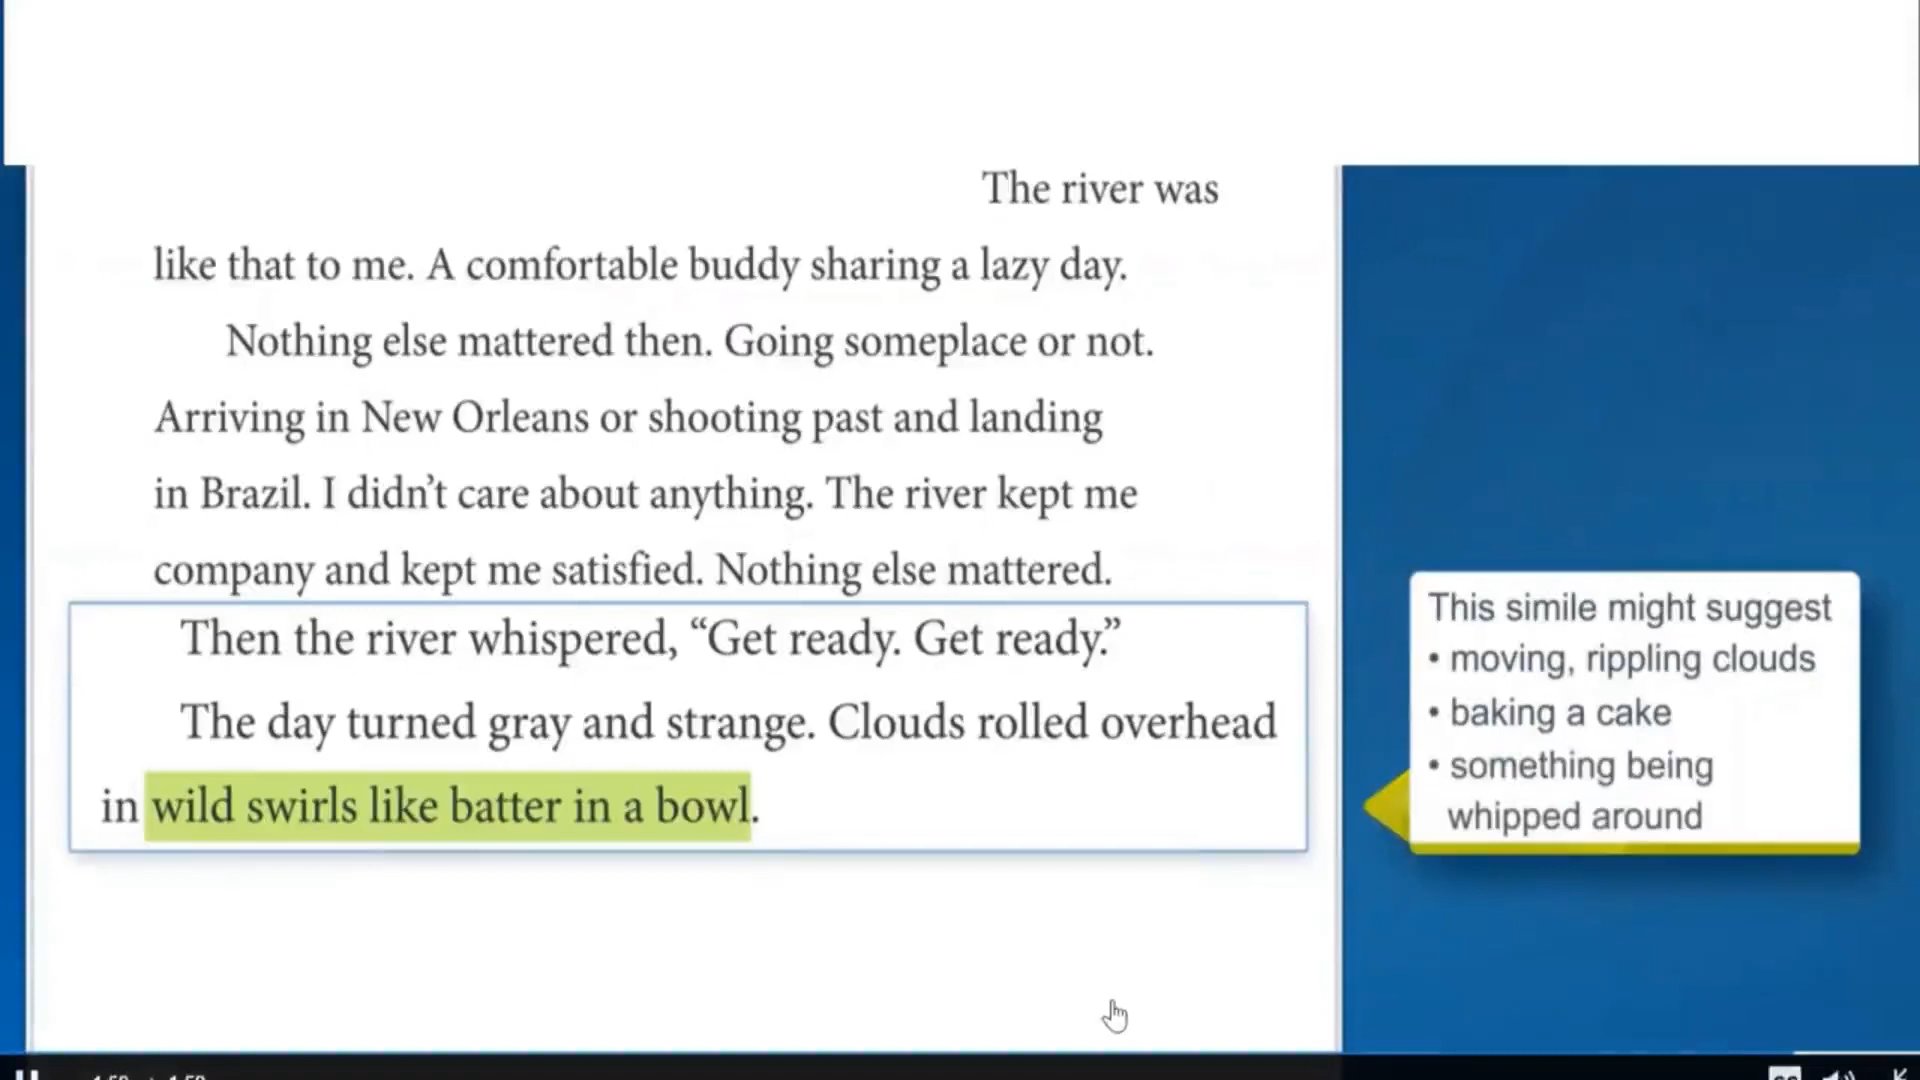 The river was
like that to me. A comfortable buddy sharing a lazy day.
Nothing else mattered then. Going someplace or not.
Arriving in New Orleans or shooting past and landing
in Brazil. I didn’t care about anything. The river kept me
company and kept me satisfied. Nothing else mattered.
Then the river whispered, “Get ready. Get ready.”
The day turned gray and strange. Clouds rolled overhead
in wild swirls like batter in a bowl.
This simile might suggest
• moving, rippling clouds
• baking a cake
• something being
whipped around